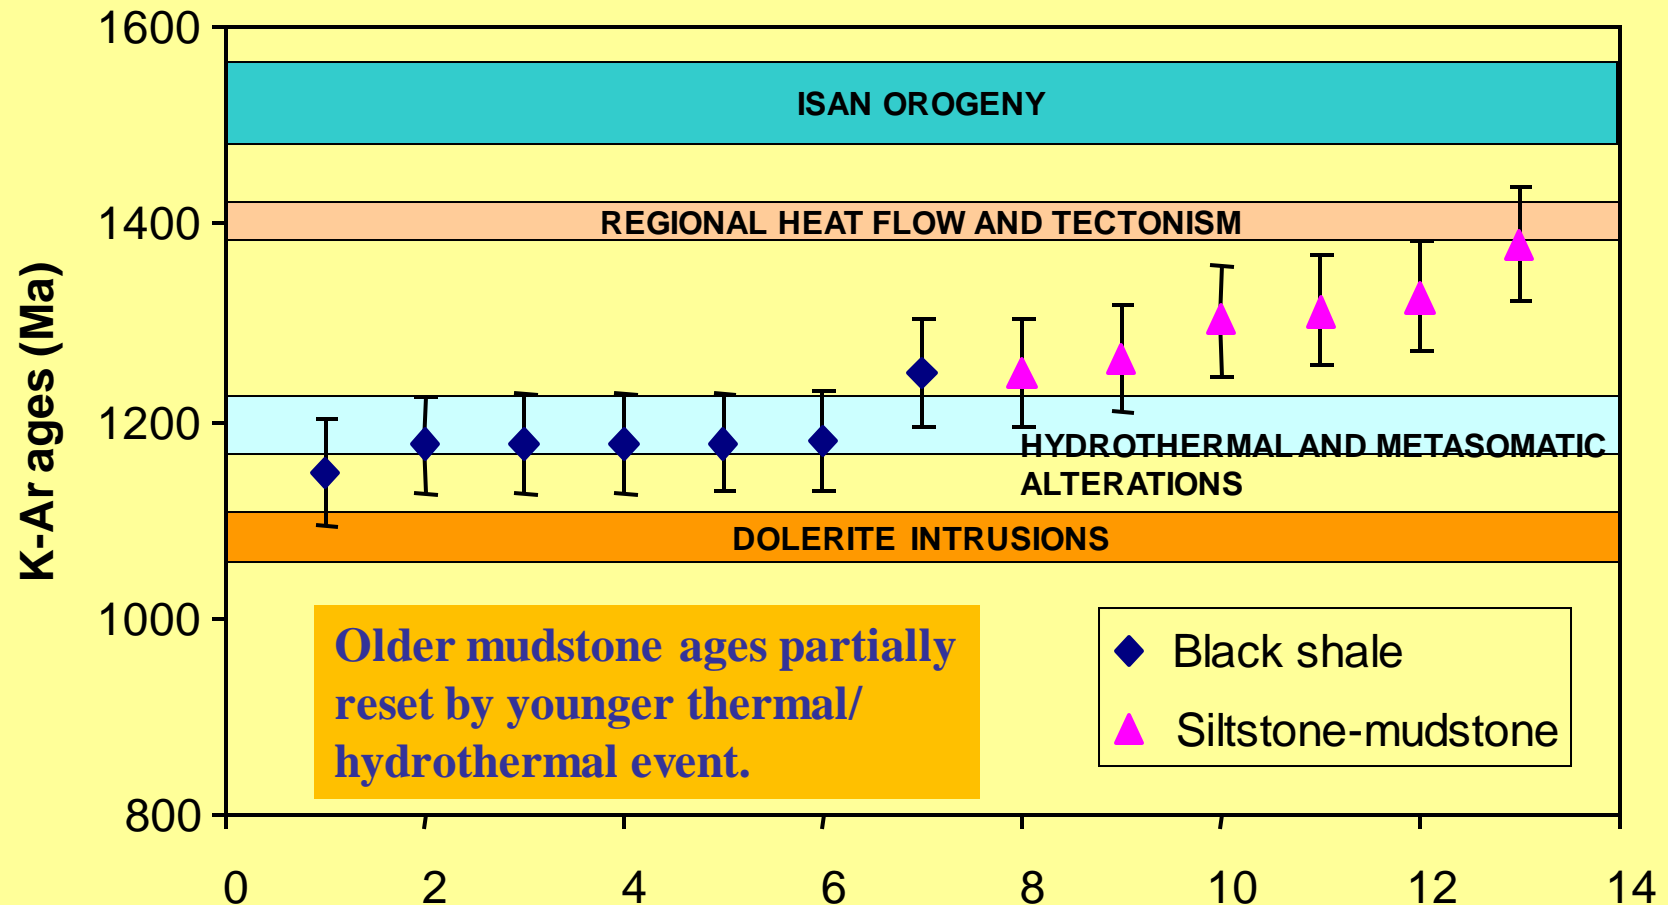 1600
ISAN OROGENY
REGIONAL HEAT FLOW AND TECTONISM
1400
K-Ar ages (Ma)
1200
HYDROTHERMAL AND METASOMATIC
ALTERATIONS
DOLERITE INTRUSIONS
1000
Older mudstone ages partially
reset by younger thermal/
hydrothermal event.
Black shale
Siltstone-mudstone
800
0 2 4 6 8 10 12 14